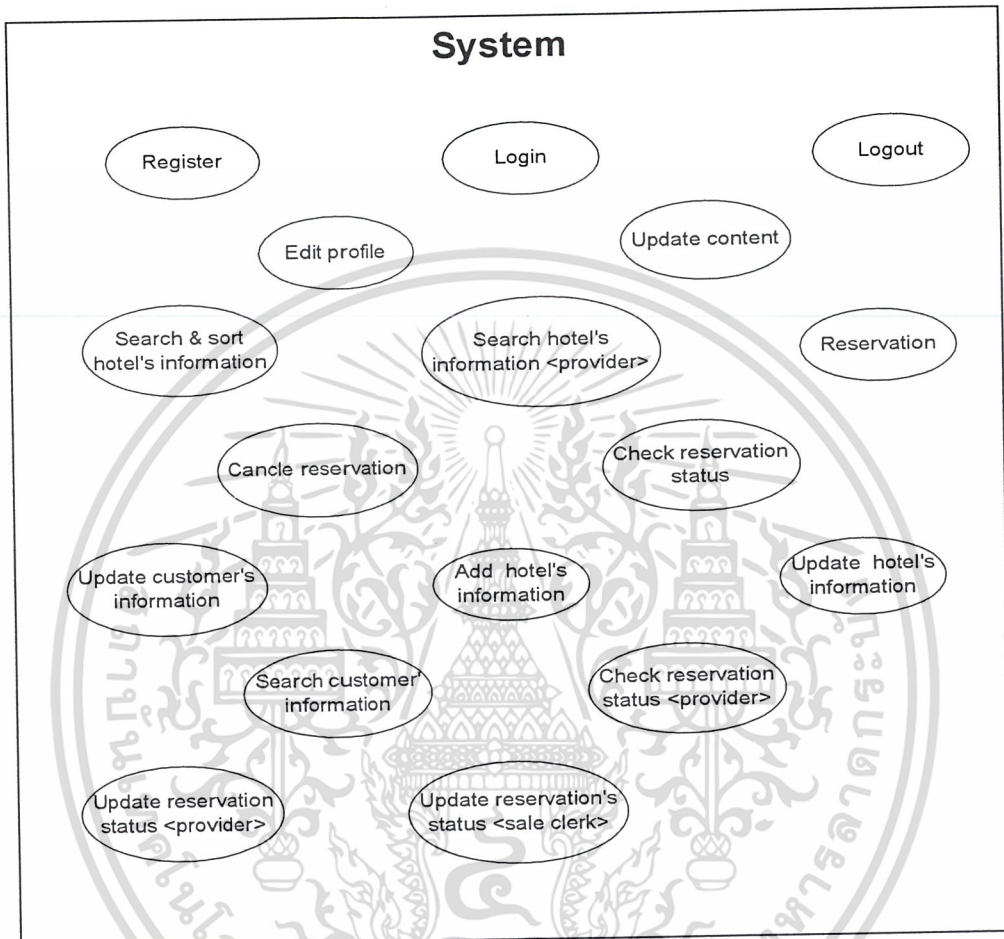 System
Register
Login
Logout
Edit profile
Update content
Search & sort
hotel's information
Search hotel's
information <provider>
Reservation
Cancle reservation
Check reservation
status
Update customer's
information
Add hotel's
information
Update hotel's
information
Search customer'
information
Check reservation
status <provider>
Update reservation
status <provider>
Update reservation's
status <sale clerk>